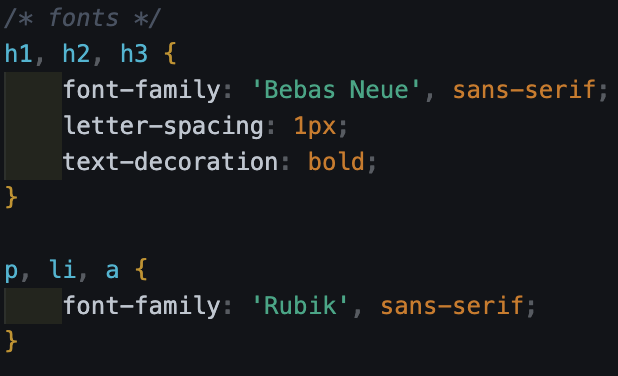 /* fonts */
h1, h2, h3 {
    font-family: 'Bebas Neue', sans-serif;
    letter-spacing: 1px;
    text-decoration: bold;
}

p, li, a {
    font-family: 'Rubik', sans-serif;
}